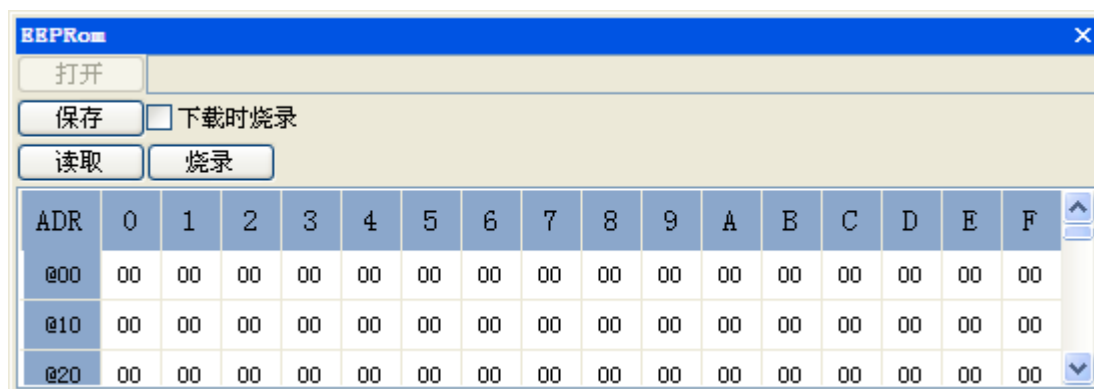 EEPRom
打开
保存 下载时烧录
读取 烧录
ADR 0 1 2 3 4 5 6 7 8 9 A B C D E F
@00 00 00 00 00 00 00 00 00 00 00 00 00 00 00 00 00
@10 00 00 00 00 00 00 00 00 00 00 00 00 00 00 00 00
@20 00 00 00 00 00 00 00 00 00 00 00 00 00 00 00 00